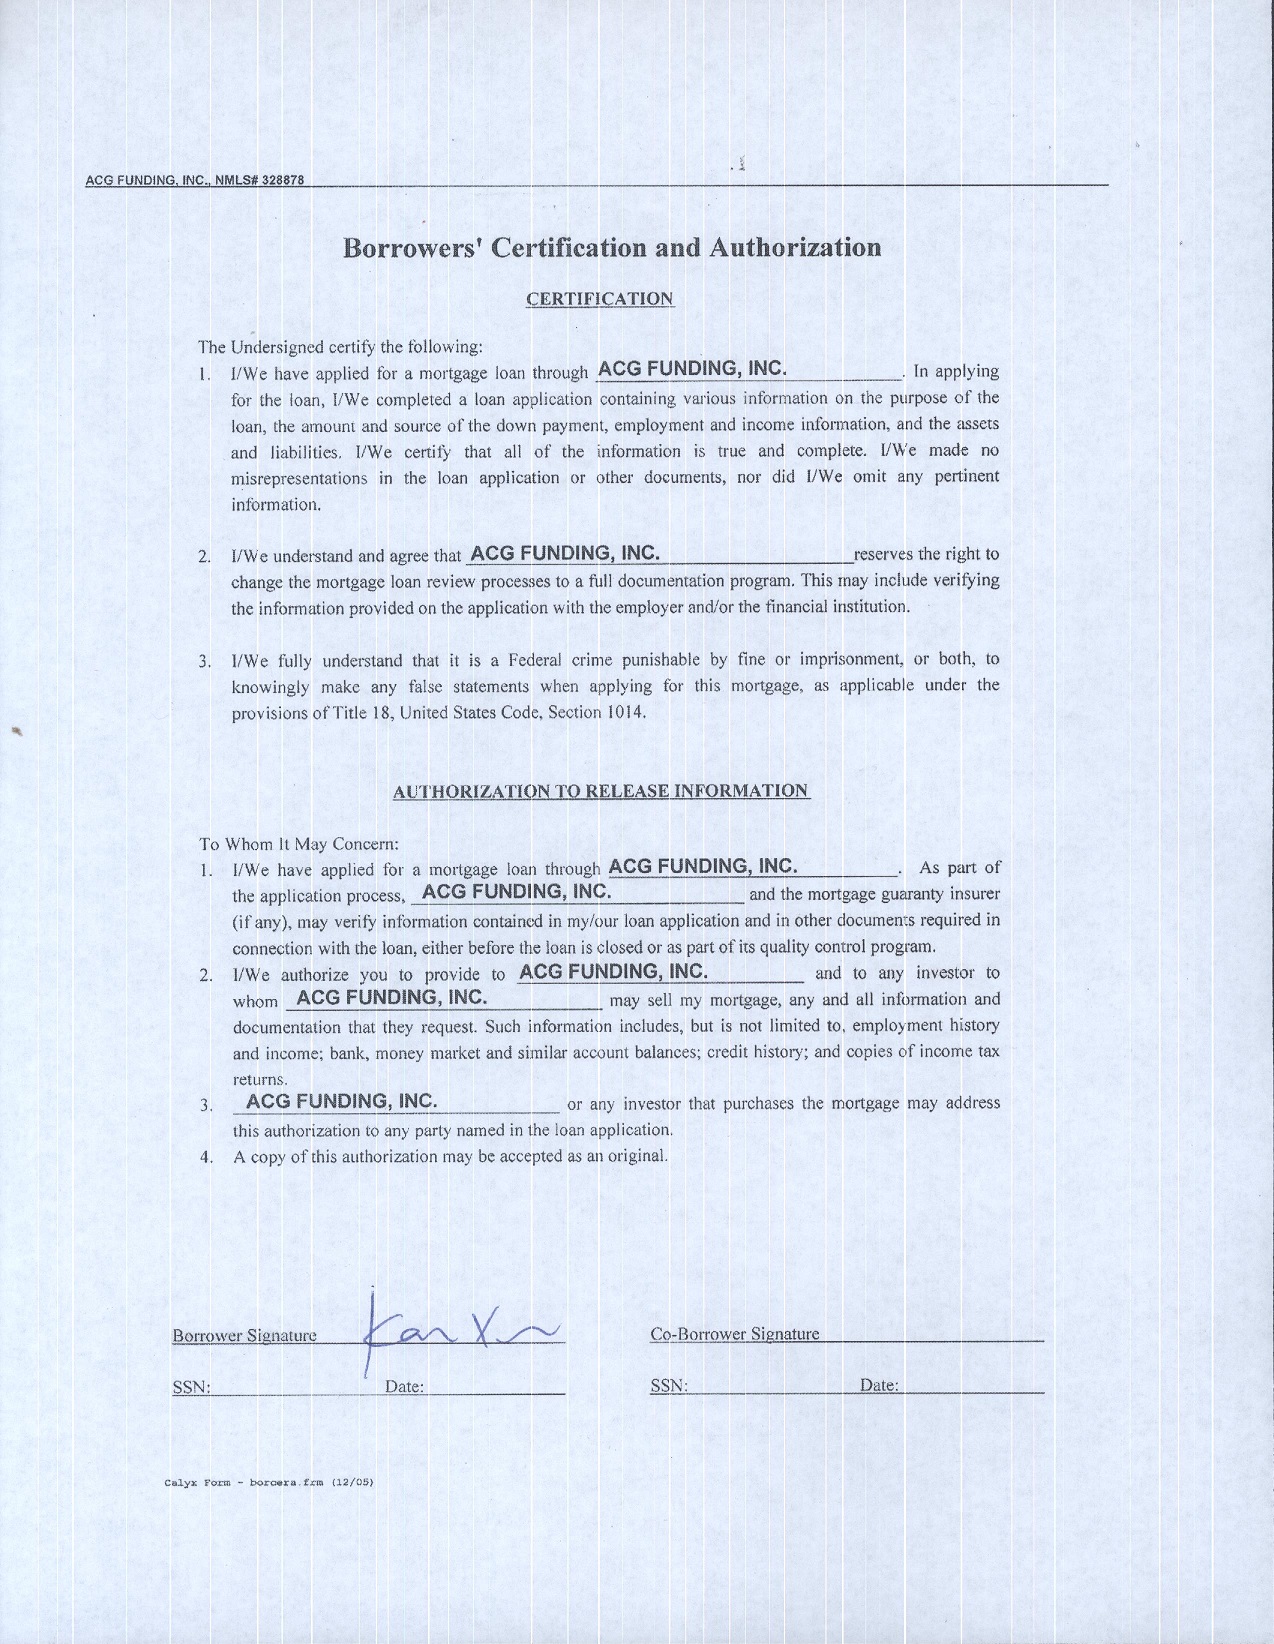 ACG FUNDING, INC., NMLS# 328878
Borrowers' Certification and Authorization
CERTIFICATION
The Undersigned certify the following:
1. I/We have applied for a mortgage loan through ACG FUNDING, INC. . In applying
for the loan, I/We completed a loan application containing various information on the purpose of the
loan, the amount and source of the down payment, employment and income information, and the assets
and liabilities. I/We certify that all of the information is true and complete. I/We made no
misrepresentations in the loan application or other documents, nor did I/We omit any pertinent
information.
2. I/We understand and agree that ACG FUNDING, INC. reserves the right to
change the mortgage loan review processes to a full documentation program. This may include verifying
the information provided on the application with the employer and/or the financial institution.
3. I/We fully understand that it is a Federal crime punishable by fine or imprisonment, or both, to
knowingly make any false statements when applying for this mortgage, as applicable under the
provisions of Title 18, United States Code, Section 1014.
AUTHORIZATION TO RELEASE INFORMATION
To Whom It May Concern:
1. I/We have applied for a mortgage loan through ACG FUNDING, INC. . As part of
the application process, ACG FUNDING, INC. and the mortgage guaranty insurer
(if any), may verify information contained in my/our loan application and in other documents required in
connection with the loan, either before the loan is closed or as part of its quality control program.
2. I/We authorize you to provide to ACG FUNDING, INC. and to any investor to
whom ACG FUNDING, INC. may sell my mortgage, any and all information and
documentation that they request. Such information includes, but is not limited to, employment history
and income; bank, money market and similar account balances; credit history; and copies of income tax
returns.
3. ACG FUNDING, INC. or any investor that purchases the mortgage may address
this authorization to any party named in the loan application.
4. A copy of this authorization may be accepted as an original.
Borrower Signature Co-Borrower Signature
SSN: Date: SSN: Date:
Calyx Form - borcera.frm (12/05)